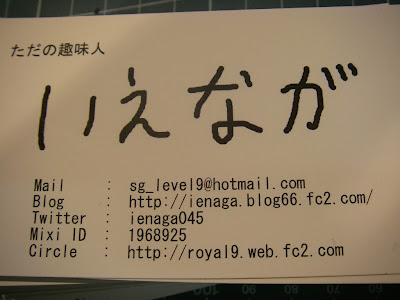 ただの趣味人
いえなが
Mail : sg_level9@hotmail.com
Blog : http://ienaga.blog66.fc2.com/
Twitter : ienaga045
Mixi ID : 1968925
Circle : http://royal9.web.fc2.com